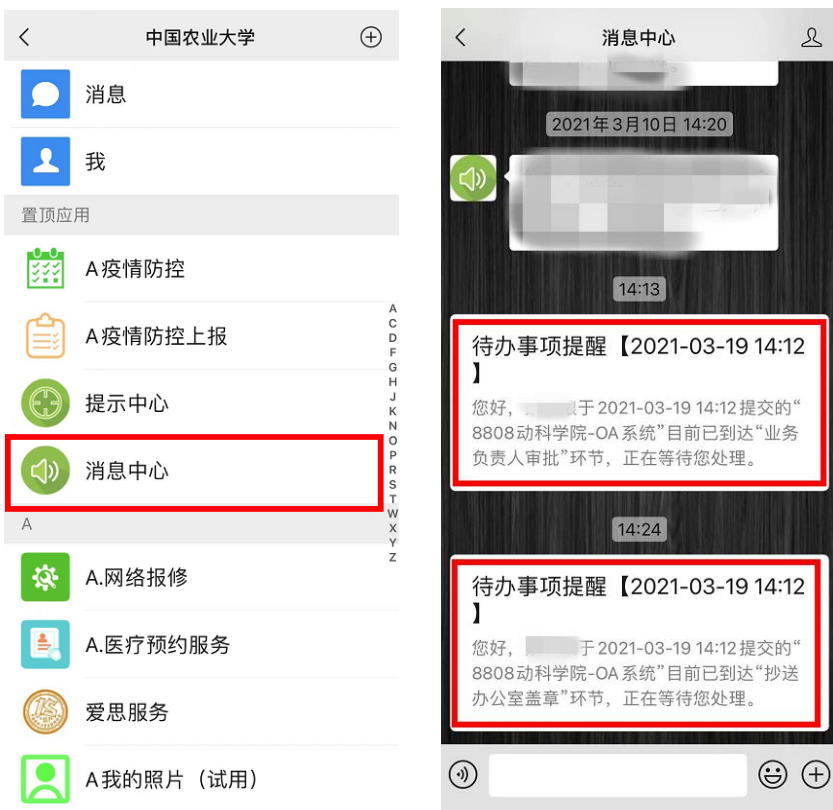 中国农业大学
消息
我
置顶应用
A疫情防控
A疫情防控上报
提示中心
消息中心
A
A.网络报修
A.医疗预约服务
爱思服务
A我的照片（试用）
A
C
D
F
G
H
J
K
N
O
P
R
S
T
W
X
Y
Z
消息中心
2021年3月10日 14:20
14:13
待办事项提醒【2021-03-19 14:12
】
您好，于2021-03-19 14:12提交的“
8808动科学院-OA系统”目前已到达“业务
负责人审批”环节，正在等待您处理。
14:24
待办事项提醒【2021-03-19 14:12
】
您好，于2021-03-19 14:12提交的“
8808动科学院-OA系统”目前已到达“抄送
办公室盖章”环节，正在等待您处理。